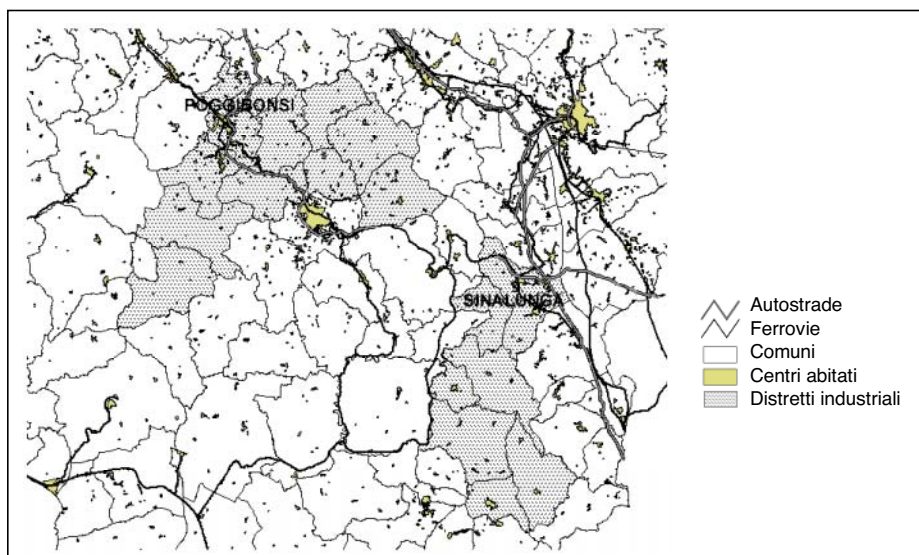 POGGIBONSI
SINALUNGA
Autostrade
Ferrovie
Comuni
Centri abitati
Distretti industriali